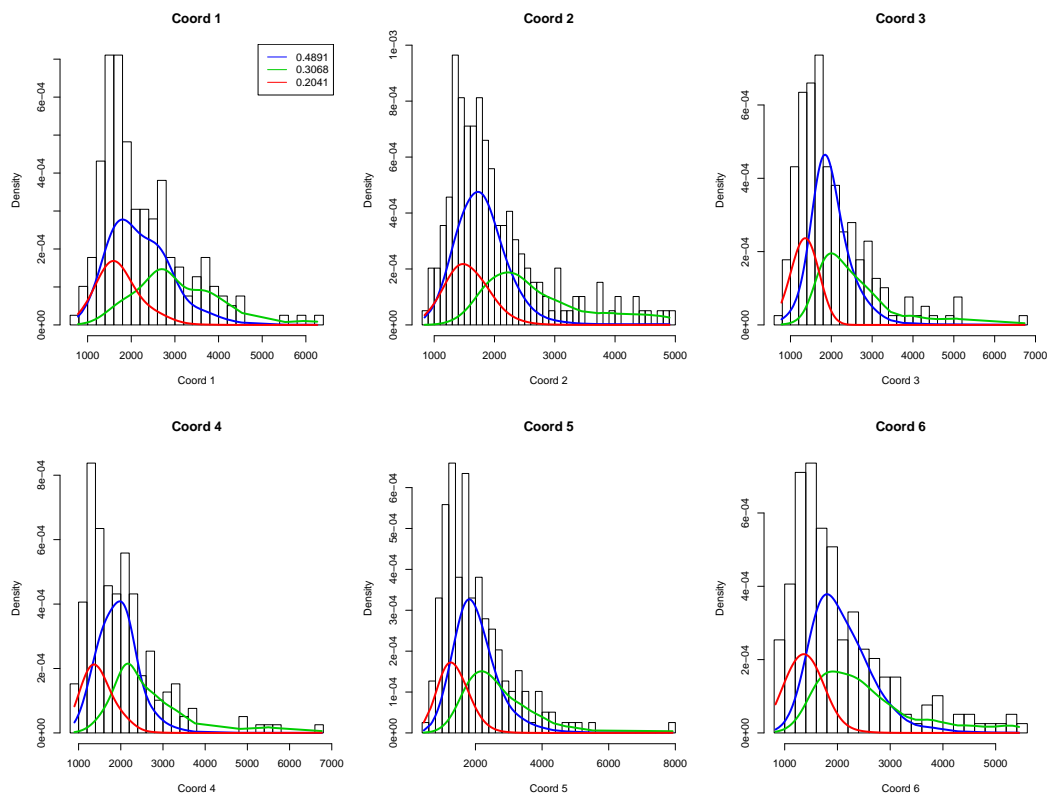 Coord 1
Density
0e+00 2e−04 4e−04 6e−04
1000 2000 3000 4000 5000 6000
Coord 1
0.4891
0.3068
0.2041
Coord 2
Density
0e+00 2e−04 4e−04 6e−04 8e−04 1e−03
1000 2000 3000 4000 5000
Coord 2
Coord 3
Density
0e+00 2e−04 4e−04 6e−04
1000 2000 3000 4000 5000 6000 7000
Coord 3
Coord 4
Density
0e+00 2e−04 4e−04 6e−04 8e−04
1000 2000 3000 4000 5000 6000 7000
Coord 4
Coord 5
Density
0e+00 1e−04 2e−04 3e−04 4e−04 5e−04 6e−04
2000 4000 6000 8000
Coord 5
Coord 6
Density
0e+00 2e−04 4e−04 6e−04
1000 2000 3000 4000 5000
Coord 6